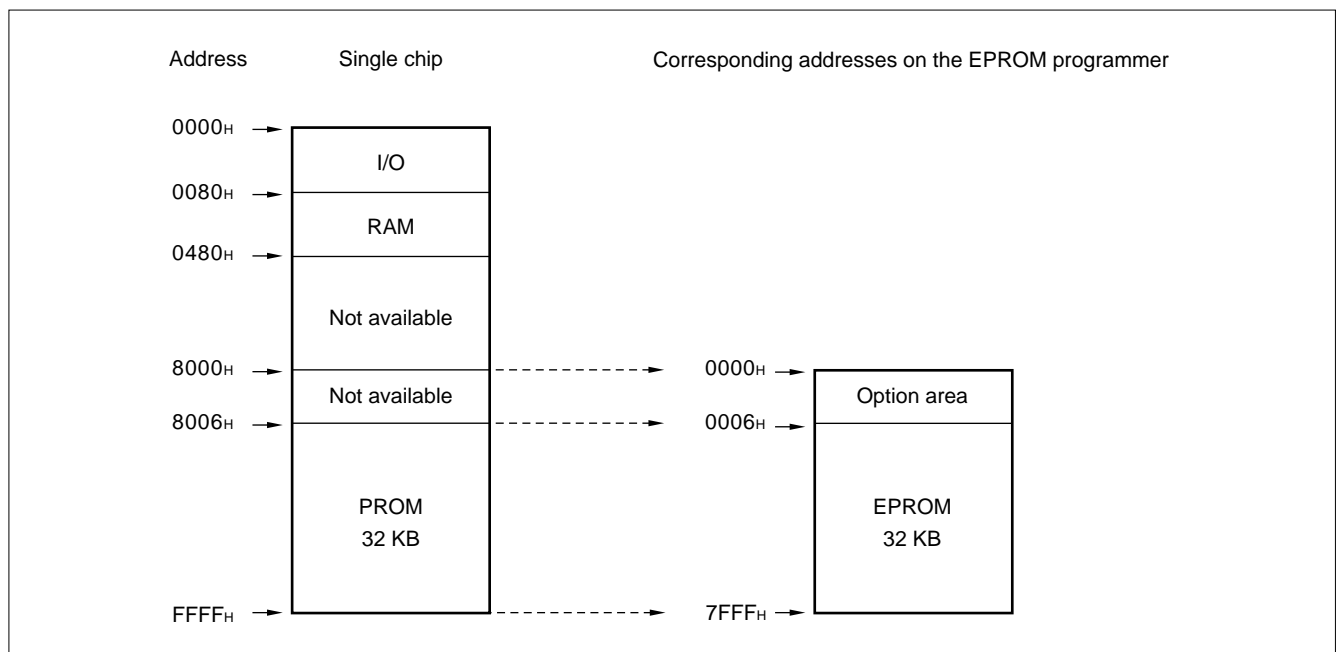 Address Single chip Corresponding addresses on the EPROM programmer
0000H
I/O
0080H
RAM
0480H
Not available
8000H 0000H
Not available Option area
8006H 0006H
PROM EPROM
32 KB 32 KB
FFFFH 7FFFH